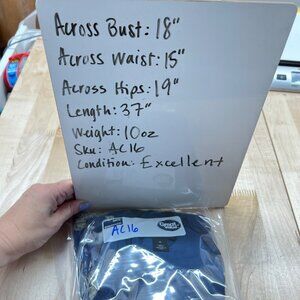 Across Bust: 18"
Across Waist: 15"
Across Hips: 19"
Length: 37"
Weight: 10oz
Sku: AC16
Condition: Excellent
AC16